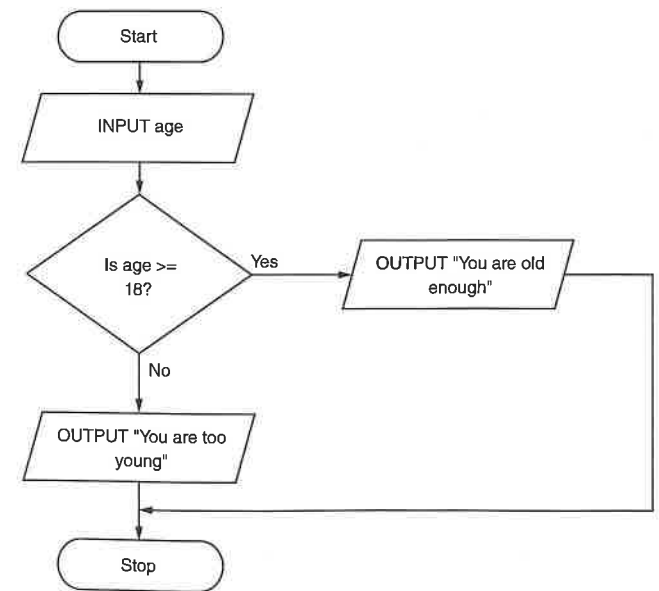 Start
INPUT age
Is age >=
18?
Yes
OUTPUT "You are old
enough"
No
OUTPUT "You are too
young"
Stop